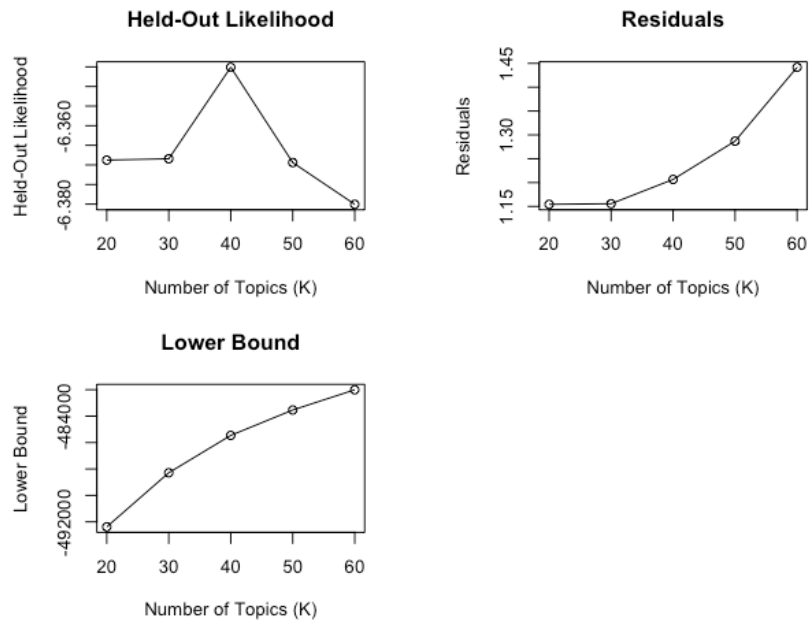 Held-Out Likelihood
Held-Out Likelihood
-6.360
-6.380
20 30 40 50 60
Number of Topics (K)
Residuals
Residuals
1.45
1.30
1.15
20 30 40 50 60
Number of Topics (K)
Lower Bound
Lower Bound
-484000
-492000
20 30 40 50 60
Number of Topics (K)